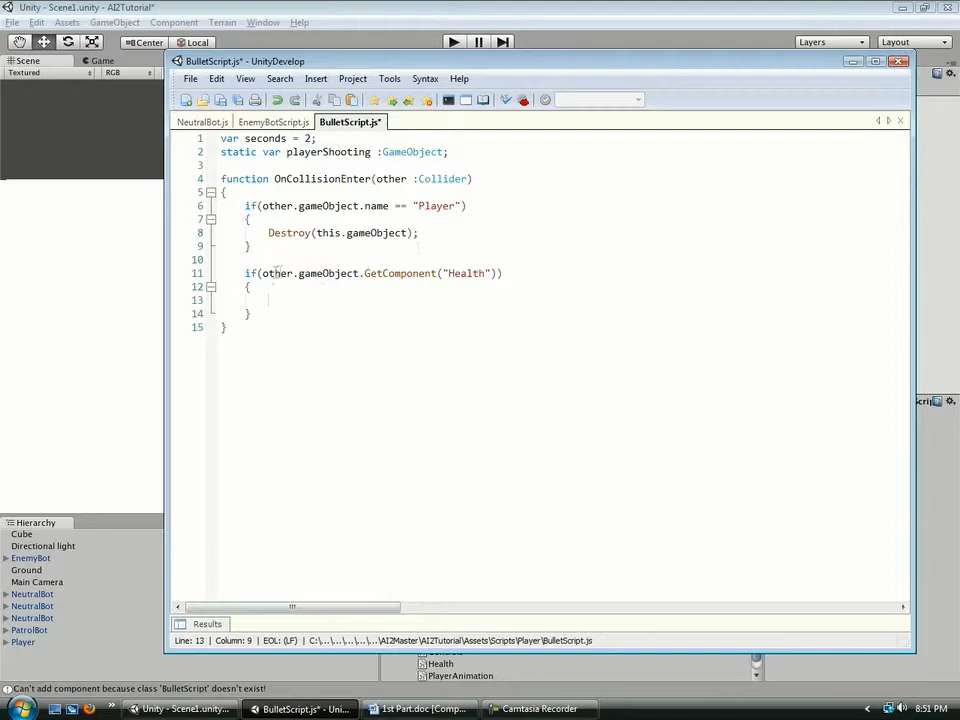 Unity - Scene1.unity - AI2Tutorial*
File Edit Assets GameObject Component Terrain Window Help
Center Local Layers Layout
Scene Game
Textured RGB
BulletScript.js* - UnityDevelop
File Edit View Search Insert Project Tools Syntax Help
NeutralBot.js EnemyBotScript.js BulletScript.js*
1 var seconds = 2;
2 static var playerShooting :GameObject;
3
4 function OnCollisionEnter(other :Collider)
5 {
6 if(other.gameObject.name == "Player")
7 {
8 Destroy(this.gameObject);
9 }
10
11 if(other.gameObject.GetComponent("Health"))
12 {
13
14 }
15 }
Hierarchy
Cube
Directional light
EnemyBot
Ground
Main Camera
NeutralBot
NeutralBot
NeutralBot
PatrolBot
Player
Results
Line: 13 | Column: 9 | EOL: (LF) | C:\...\...\...\...\...\AI2Master\AI2Tutorial\Assets\Scripts\Player\BulletScript.js
Health
PlayerAnimation
Can't add component because class 'BulletScript' doesn't exist!
Unity - Scene1.unity... BulletScript.js* - Uni... 1st Part.doc [Comp... Camtasia Recorder 8:51 PM